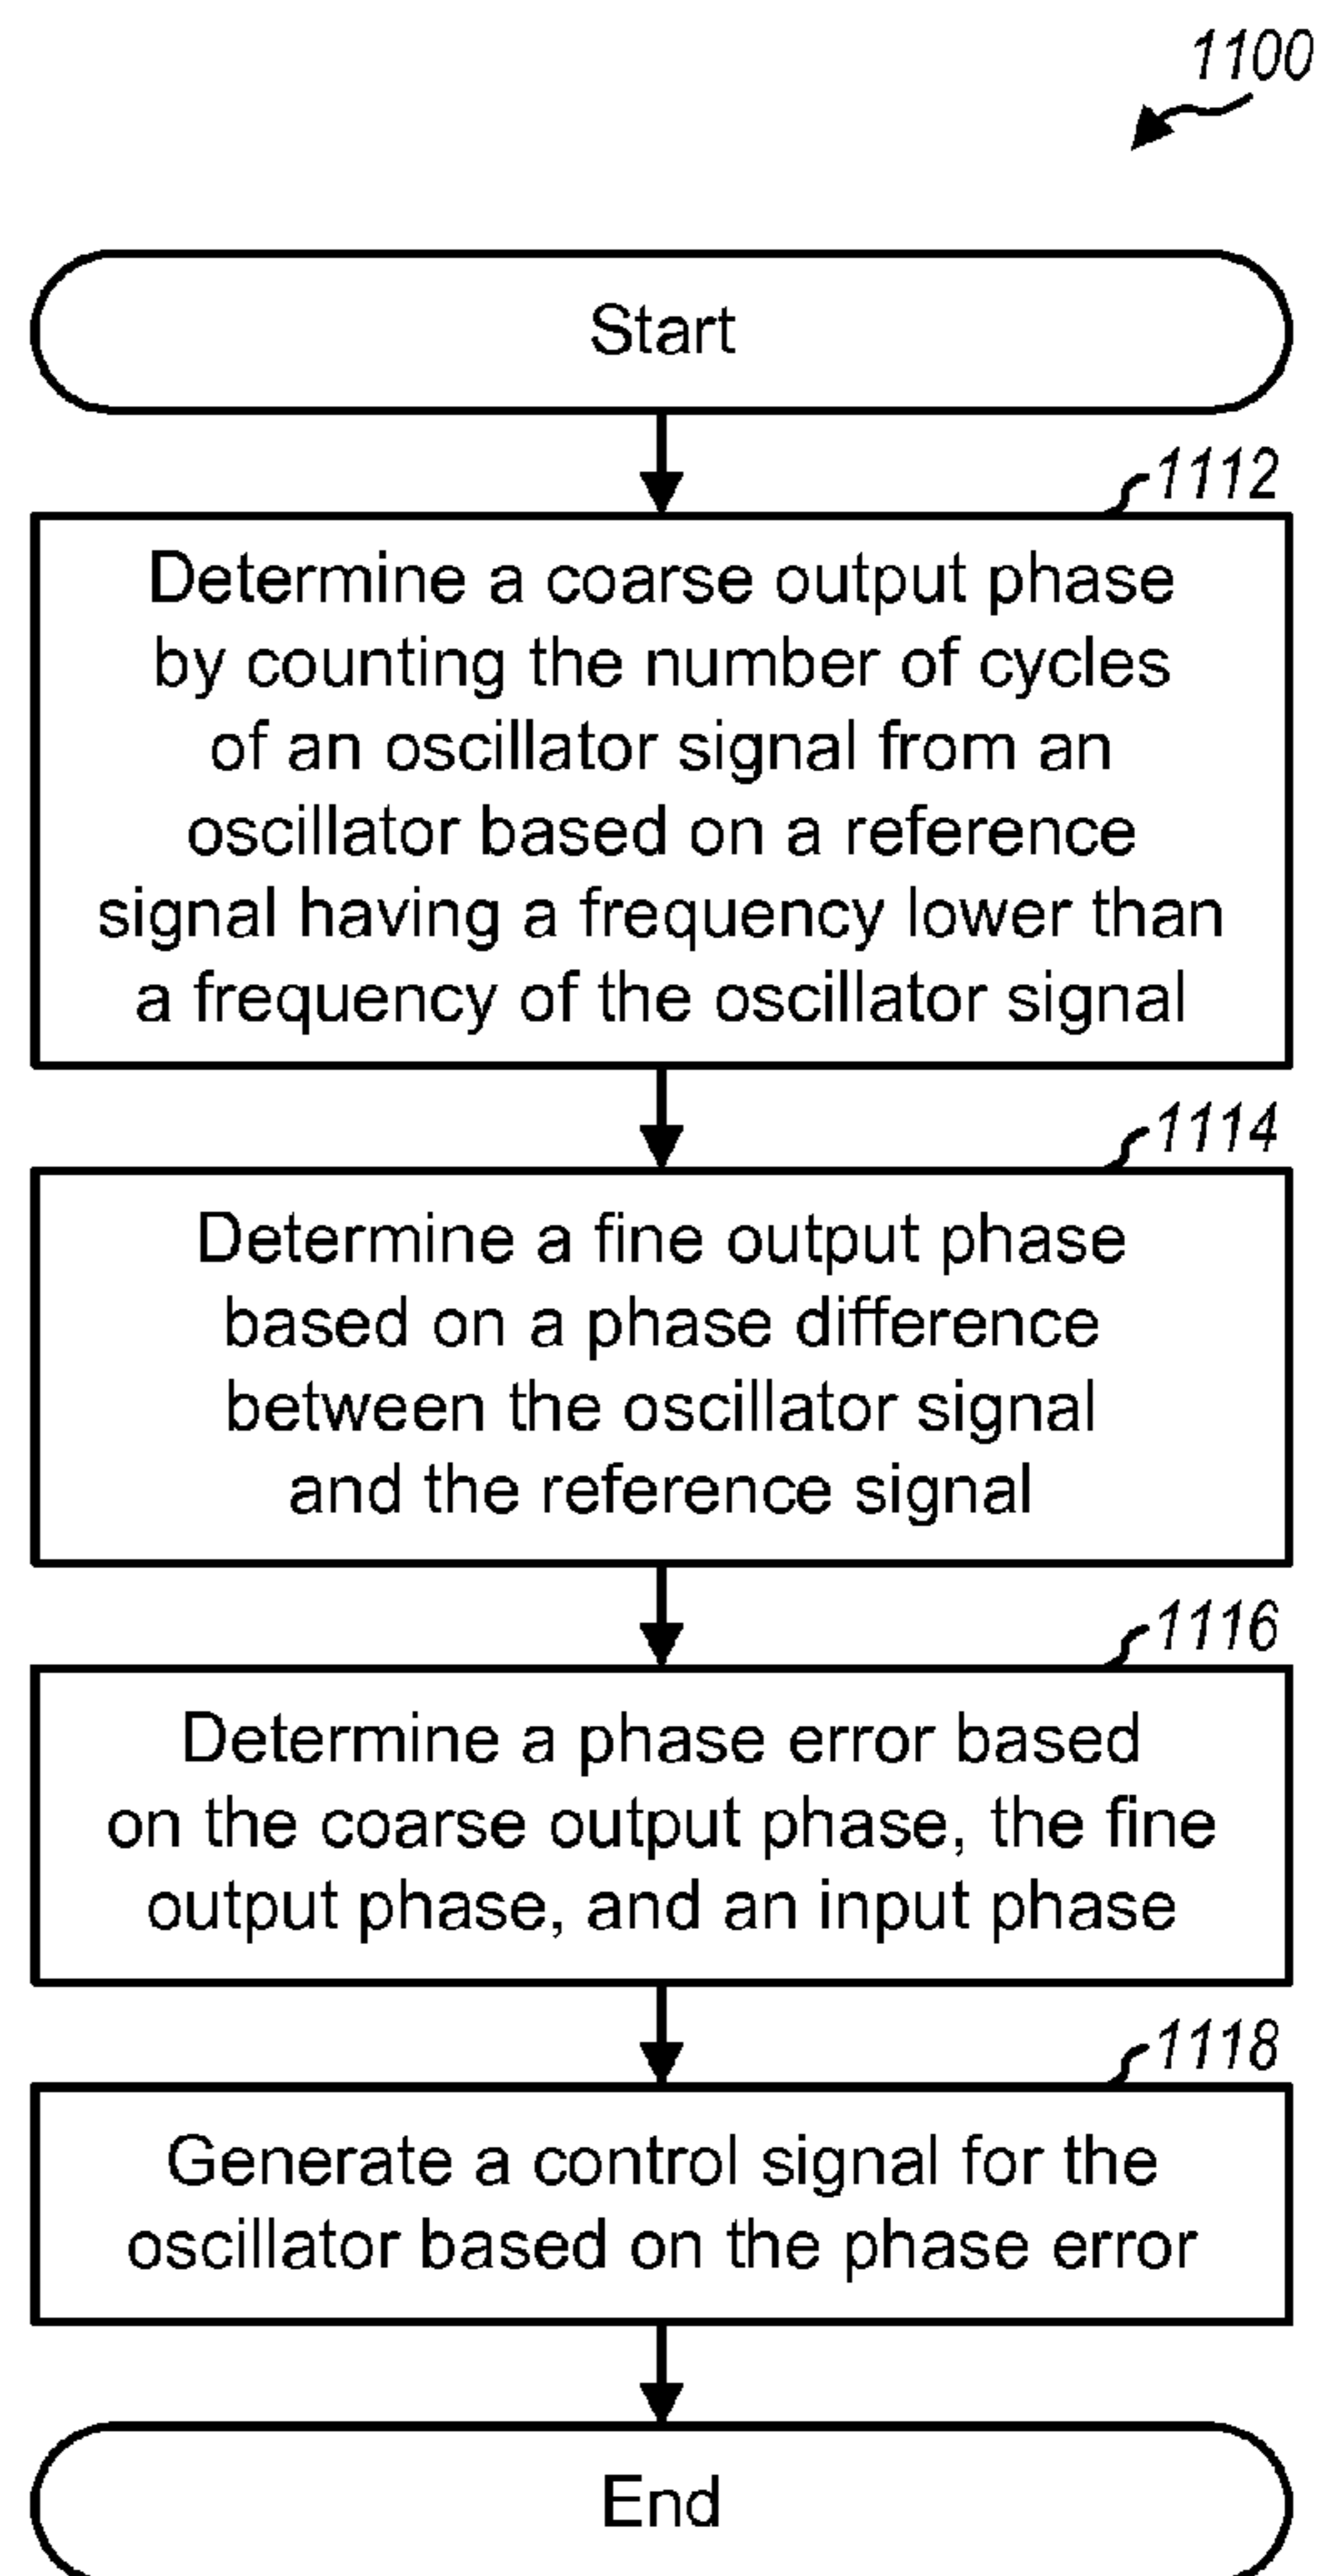 1100
Start
1112
Determine a coarse output phase
by counting the number of cycles
of an oscillator signal from an
oscillator based on a reference
signal having a frequency lower than
a frequency of the oscillator signal
1114
Determine a fine output phase
based on a phase difference
between the oscillator signal
and the reference signal
1116
Determine a phase error based
on the coarse output phase, the fine
output phase, and an input phase
1118
Generate a control signal for the
oscillator based on the phase error
End